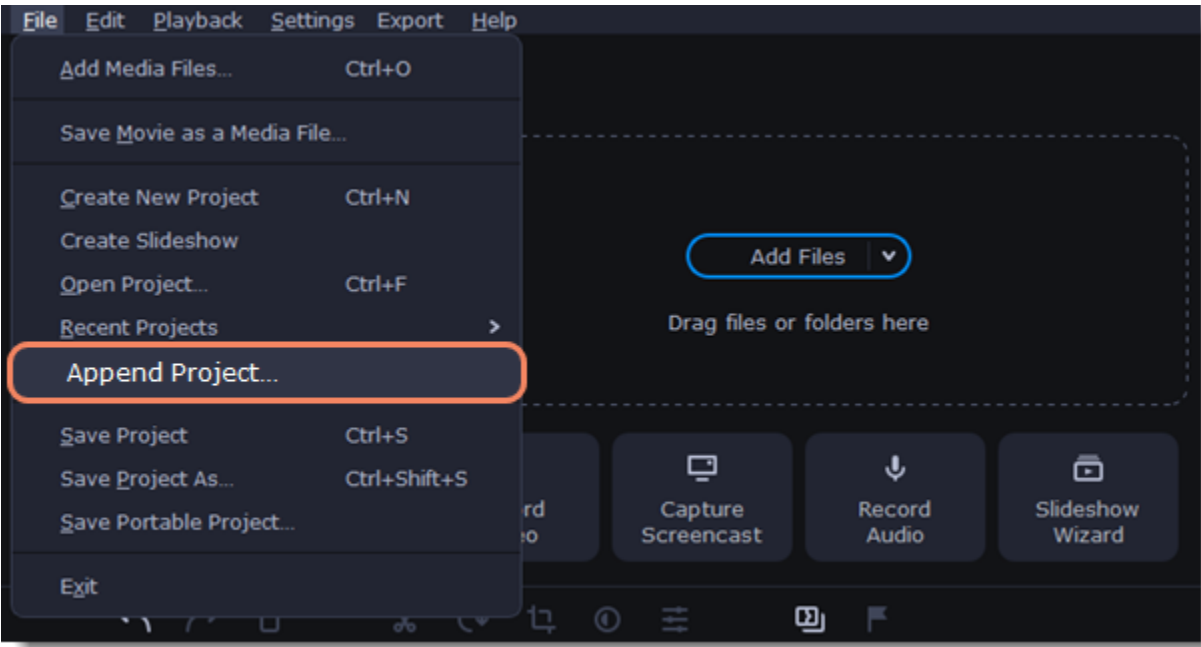 File Edit Playback Settings Export Help
Add Media Files... Ctrl+O
Save Movie as a Media File...
Create New Project Ctrl+N
Create Slideshow
Open Project... Ctrl+F
Recent Projects
Append Project...
Save Project Ctrl+S
Save Project As... Ctrl+Shift+S
Save Portable Project...
Exit
Add Files
Drag files or folders here
Capture
Screencast
Record
Audio
Slideshow
Wizard